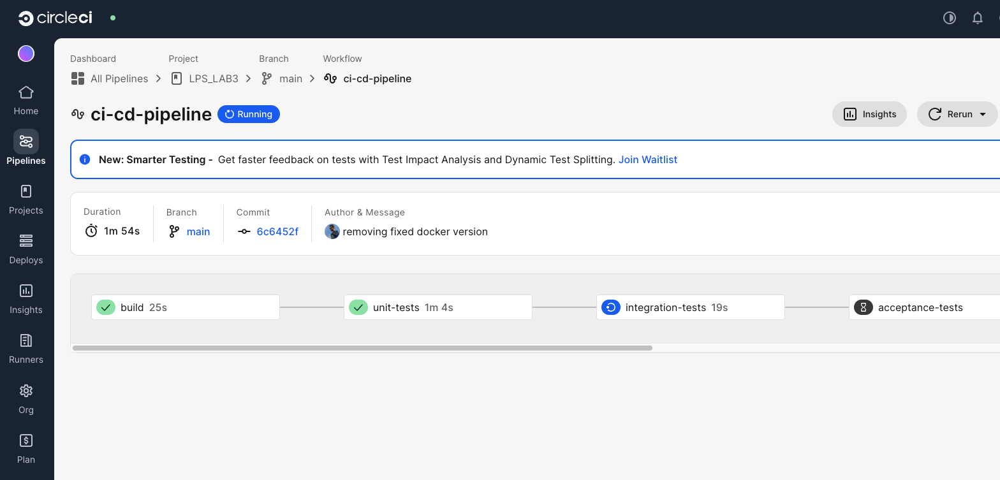 circleci
Dashboard Project Branch Workflow
All Pipelines LPS_LAB3 main ci-cd-pipeline
ci-cd-pipeline Running Insights Rerun
New: Smarter Testing - Get faster feedback on tests with Test Impact Analysis and Dynamic Test Splitting. Join Waitlist
Duration Branch Commit Author & Message
1m 54s main 6c6452f removing fixed docker version
build 25s unit-tests 1m 4s integration-tests 19s acceptance-tests
Home
Pipelines
Projects
Deploys
Insights
Runners
Org
Plan